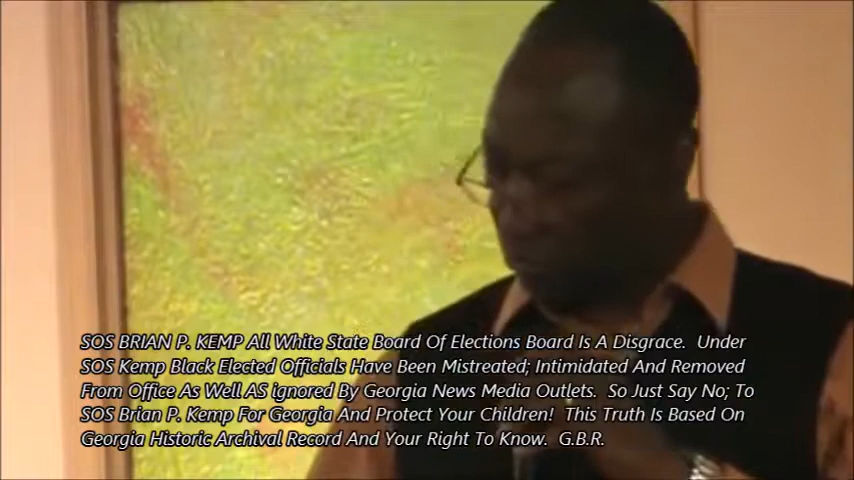 SOS BRIAN P. KEMP All White State Board Of Elections Board Is A Disgrace.  Under
SOS Kemp Black Elected Officials Have Been Mistreated; Intimidated And Removed
From Office As Well AS ignored By Georgia News Media Outlets.  So Just Say No; To
SOS Brian P. Kemp For Georgia And Protect Your Children!  This Truth Is Based On
Georgia Historic Archival Record And Your Right To Know.  G.B.R.